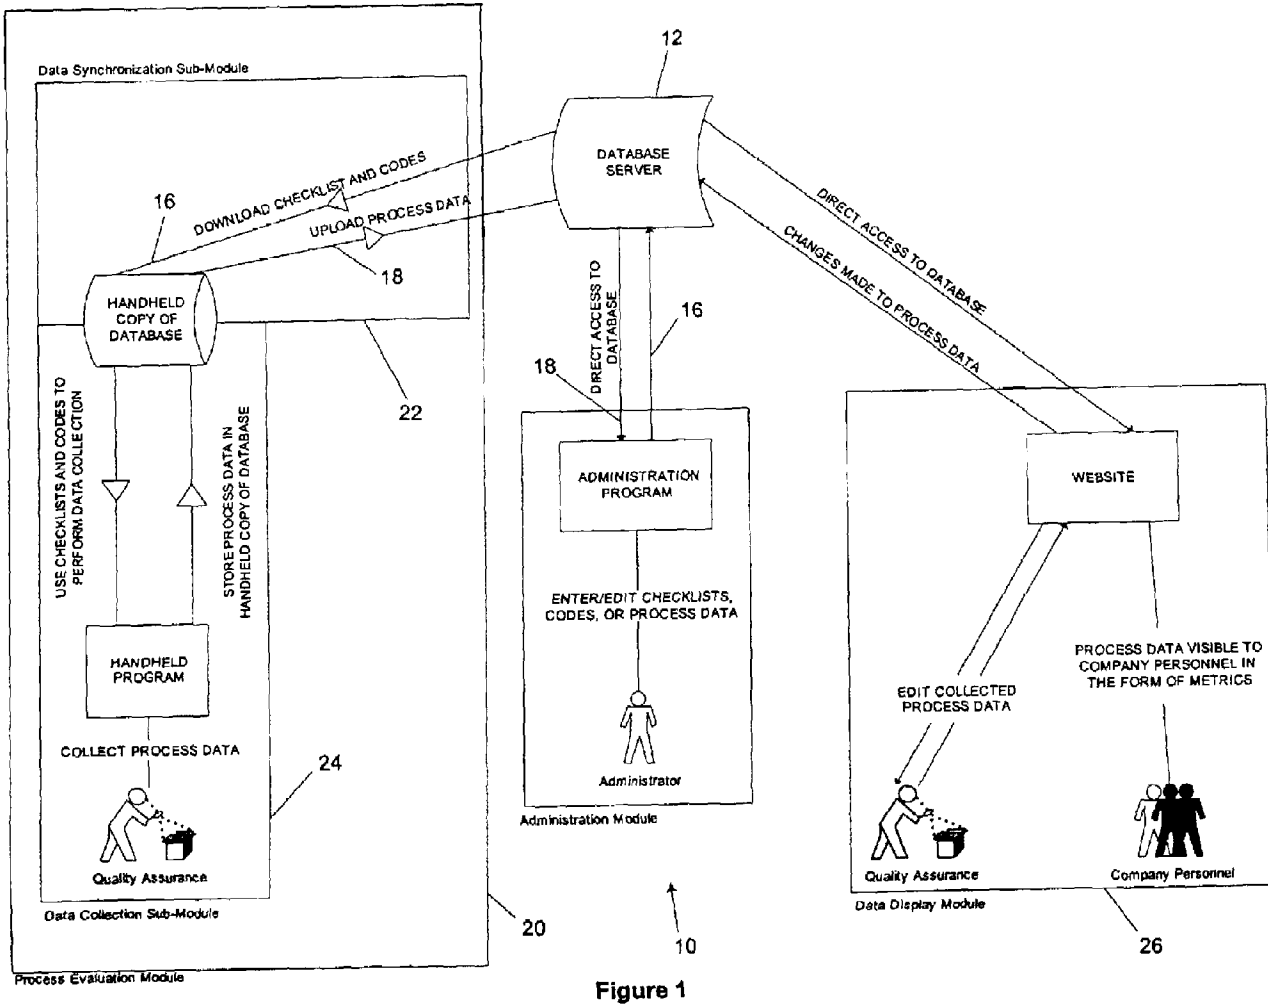 12
Data Synchronization Sub-Module
DATABASE
SERVER
DOWNLOAD CHECKLIST AND CODES
UPLOAD PROCESS DATA
16
18
DIRECT ACCESS TO DATABASE
CHANGES MADE TO PROCESS DATA
HANDHELD
COPY OF
DATABASE
DIRECT ACCESS TO
DATABASE
16
18
22
USE CHECKLISTS AND CODES TO
PERFORM DATA COLLECTION
STORE PROCESS DATA IN
HANDHELD COPY OF DATABASE
ADMINISTRATION
PROGRAM
WEBSITE
ENTER/EDIT CHECKLISTS,
CODES, OR PROCESS DATA
HANDHELD
PROGRAM
PROCESS DATA VISIBLE TO
COMPANY PERSONNEL IN
THE FORM OF METRICS
EDIT COLLECTED
PROCESS DATA
COLLECT PROCESS DATA
24
Administrator
Administration Module
Quality Assurance
Data Collection Sub-Module
Quality Assurance
Company Personnel
Data Display Module
20
10
26
Process Evaluation Module
Figure 1